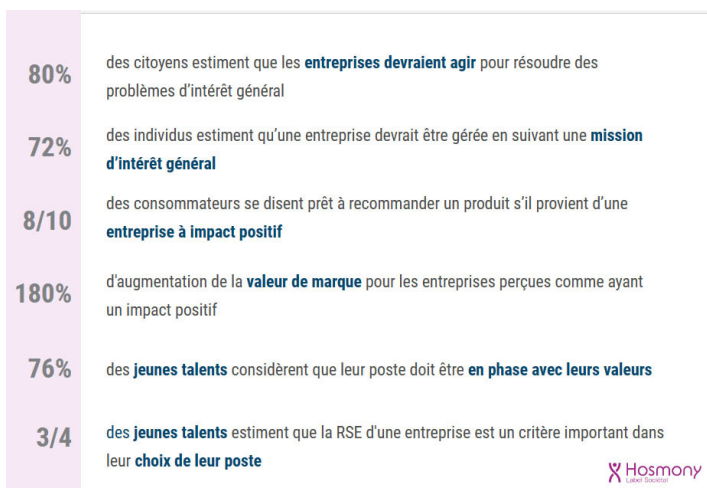 80%
des citoyens estiment que les entreprises devraient agir pour résoudre des
problèmes d'intérêt général
72%
des individus estiment qu'une entreprise devrait être gérée en suivant une mission
d'intérêt général
8/10
des consommateurs se disent prêt à recommander un produit s'il provient d'une
entreprise à impact positif
180%
d'augmentation de la valeur de marque pour les entreprises perçues comme ayant
un impact positif
76%
des jeunes talents considèrent que leur poste doit être en phase avec leurs valeurs
3/4
des jeunes talents estiment que la RSE d'une entreprise est un critère important dans
leur choix de leur poste
Hosmony
Label Sociétal